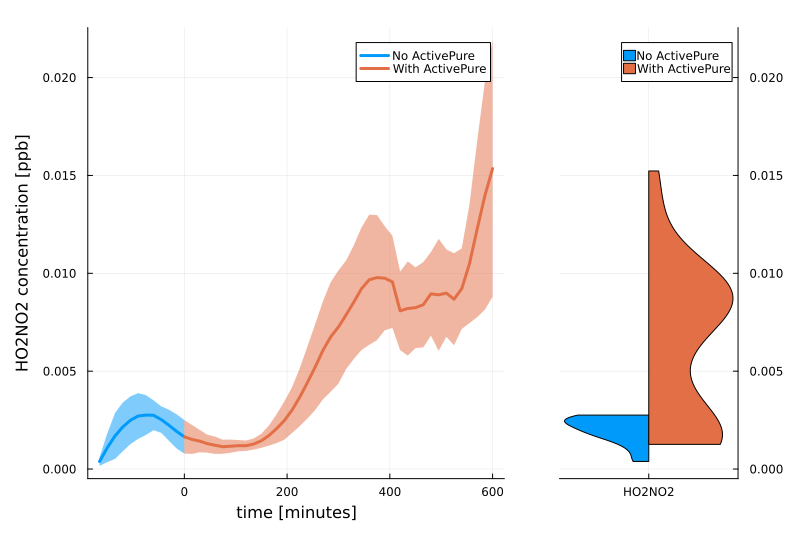 HO2NO2 concentration [ppb]
0.020
0.015
0.010
0.005
0.000
0
200
400
600
time [minutes]
No ActivePure
With ActivePure
No ActivePure
With ActivePure
0.020
0.015
0.010
0.005
0.000
HO2NO2